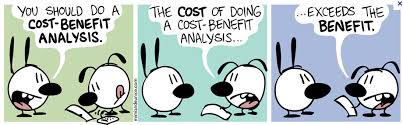 YOU SHOULD DO A
COST-BENEFIT
ANALYSIS.
THE COST OF DOING
A COST-BENEFIT
ANALYSIS...
...EXCEEDS THE
BENEFIT.